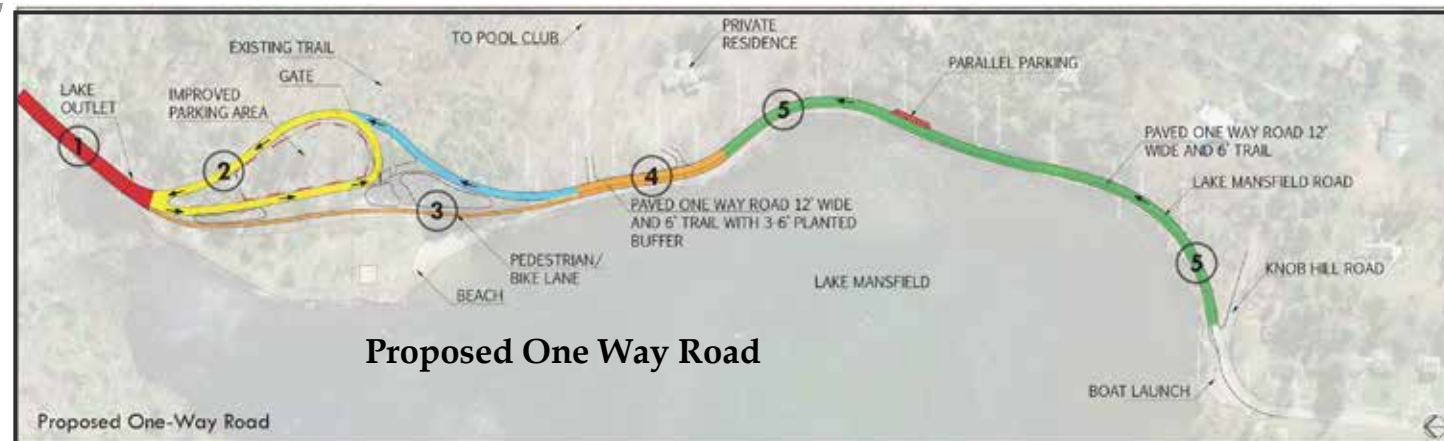 TO POOL CLUB
PRIVATE
RESIDENCE
EXISTING TRAIL
GATE
PARALLEL PARKING
LAKE
OUTLET
IMPROVED
PARKING AREA
5
1
2
4
3
PAVED ONE WAY ROAD 12'
WIDE AND 6' TRAIL
LAKE MANSFIELD ROAD
PAVED ONE WAY ROAD 12' WIDE
AND 6' TRAIL WITH 3-6' PLANTED
BUFFER
PEDESTRIAN/
BIKE LANE
BEACH
LAKE MANSFIELD
5
KNOB HILL ROAD
Proposed One Way Road
BOAT LAUNCH
Proposed One-Way Road